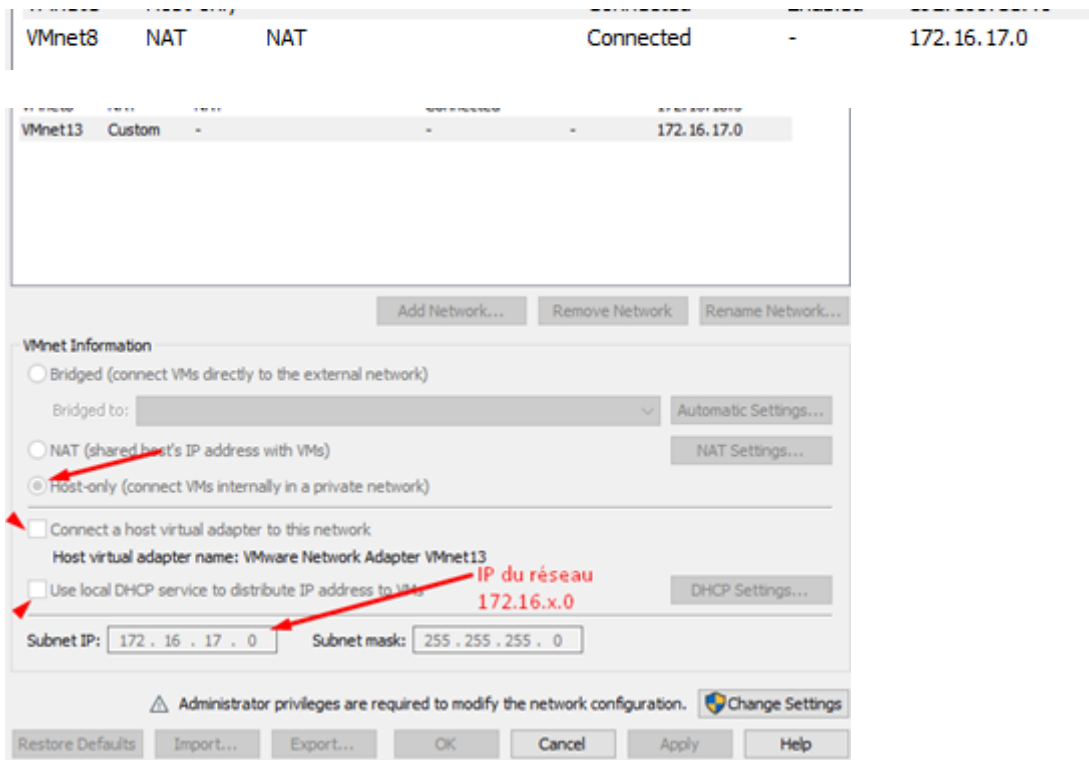 VMnet8 NAT NAT Connected - 172.16.17.0
VMnet13 Custom - - - 172.16.17.0
Add Network... Remove Network Rename Network...
VMnet Information
Bridged (connect VMs directly to the external network)
Bridged to: Automatic Settings...
NAT (shared host's IP address with VMs) NAT Settings...
Host-only (connect VMs internally in a private network)
Connect a host virtual adapter to this network
Host virtual adapter name: VMware Network Adapter VMnet13
IP du réseau
Use local DHCP service to distribute IP address to VMs DHCP Settings...
172.16.x.0
Subnet IP: 172 . 16 . 17 . 0 Subnet mask: 255 . 255 . 255 . 0
Administrator privileges are required to modify the network configuration. Change Settings
Restore Defaults Import... Export... OK Cancel Apply Help